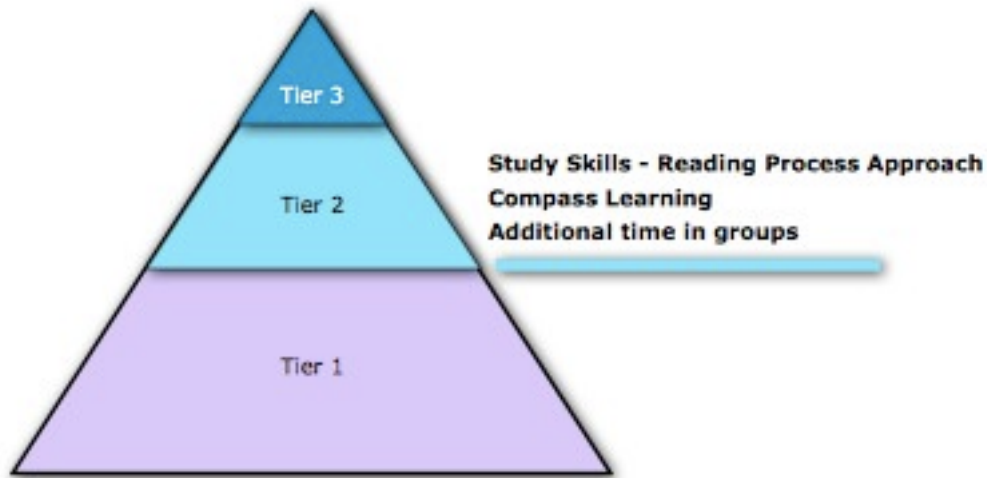 Tier 3
Tier 2
Study Skills - Reading Process Approach
Compass Learning
Additional time in groups
Tier 1